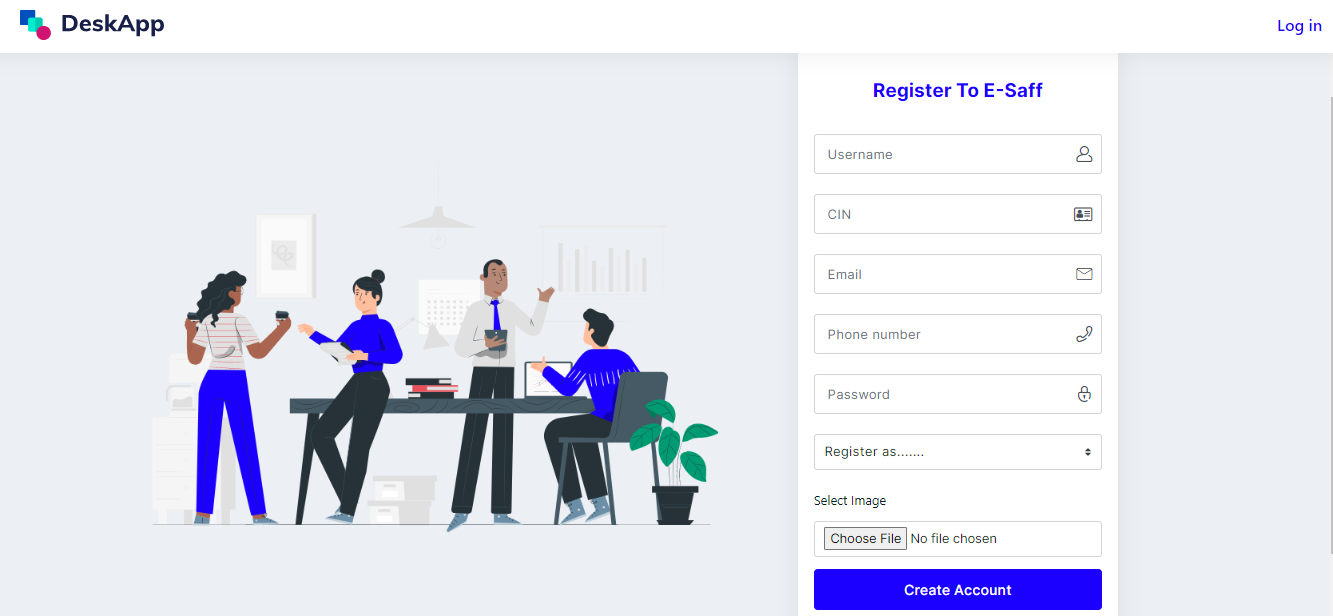 DeskApp
Log in
Register To E-Saff
Username
CIN
Email
Phone number
Password
Register as.......
Select Image
Choose File No file chosen
Create Account